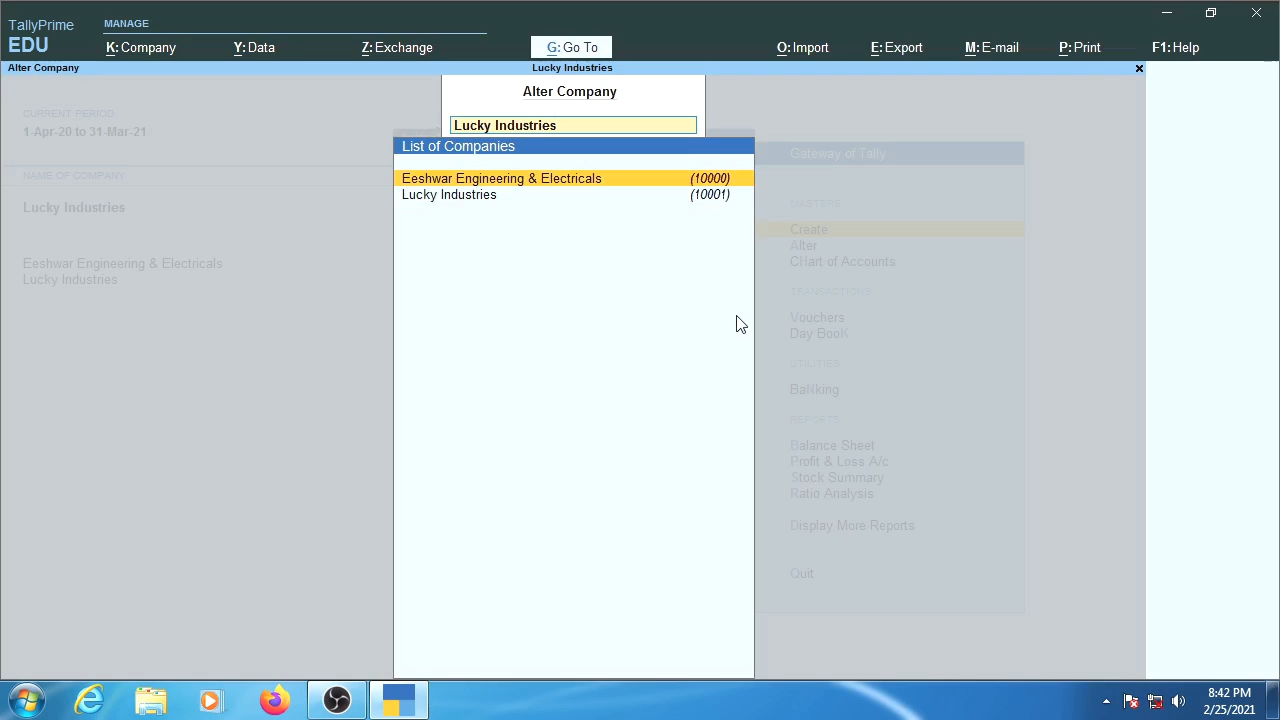 TallyPrime
EDU
MANAGE
K: Company
Y: Data
Z: Exchange
G: Go To
O: Import
E: Export
M: E-mail
P: Print
F1: Help
Alter Company
Lucky Industries
Alter Company
Lucky Industries
List of Companies
Eeshwar Engineering & Electricals (10000)
Lucky Industries (10001)
CURRENT PERIOD
1-Apr-20 to 31-Mar-21
NAME OF COMPANY
Lucky Industries
Eeshwar Engineering & Electricals
Lucky Industries
Gateway of Tally
MASTERS
Create
Alter
CHart of Accounts
TRANSACTIONS
Vouchers
Day BooK
UTILITIES
BaNking
REPORTS
Balance Sheet
Profit & Loss A/c
Stock Summary
Ratio Analysis
Display More Reports
Quit
8:42 PM
2/25/2021